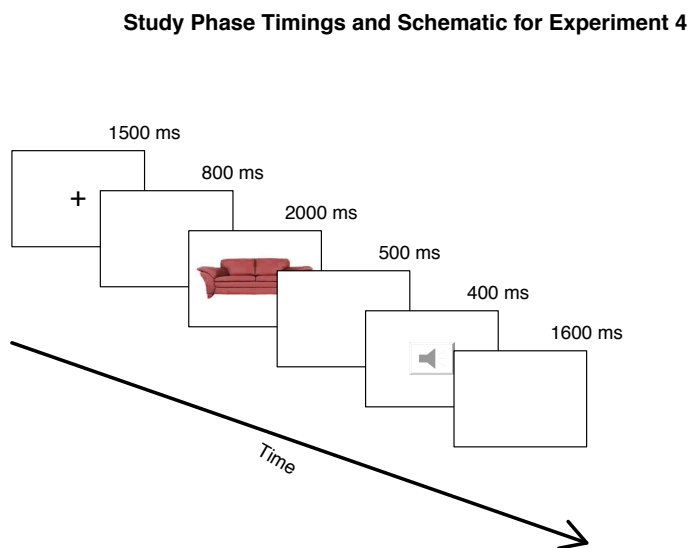 Study Phase Timings and Schematic for Experiment 4
1500 ms
+
800 ms
2000 ms
500 ms
400 ms
1600 ms
Time